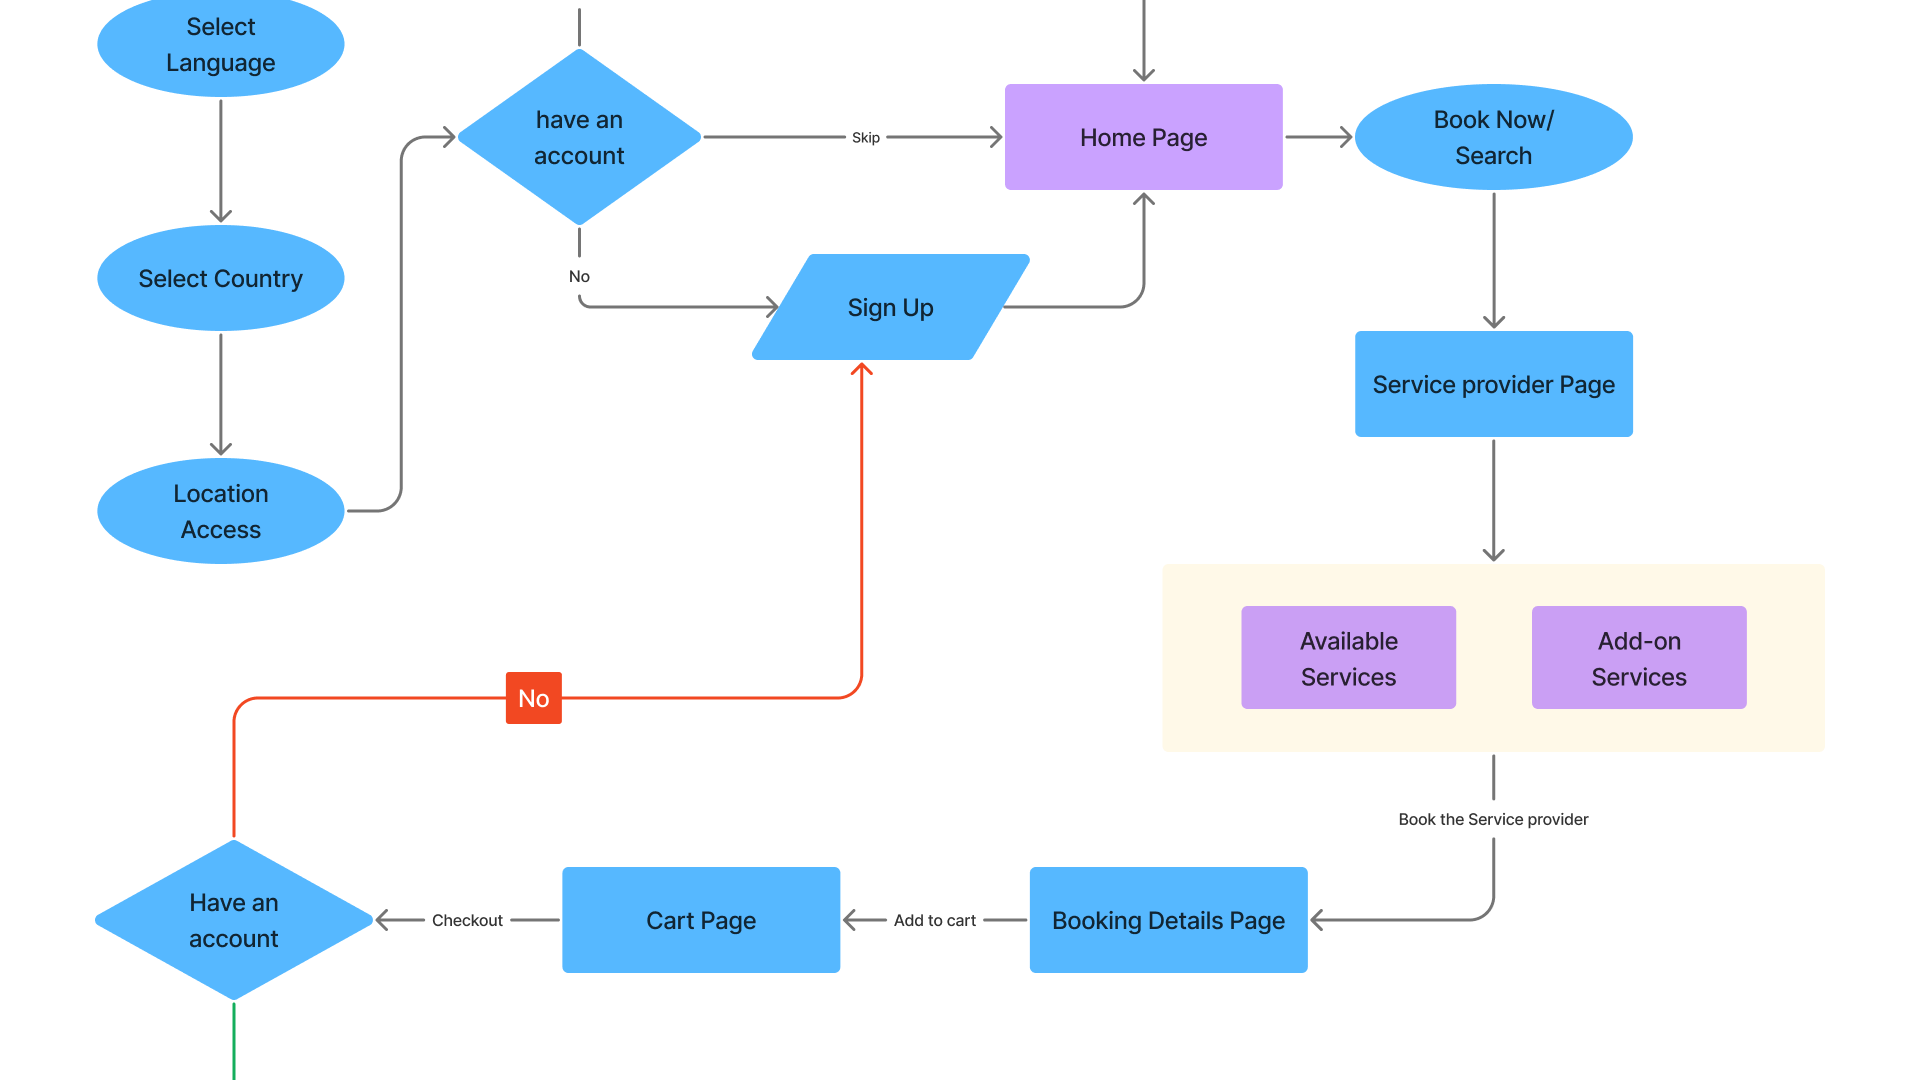 Select
Language
have an
account
Skip
Home Page
Book Now/
Search
Select Country
No
Sign Up
Service provider Page
Location
Access
Available
Services
Add-on
Services
No
Book the Service provider
Have an
account
Checkout
Cart Page
Add to cart
Booking Details Page